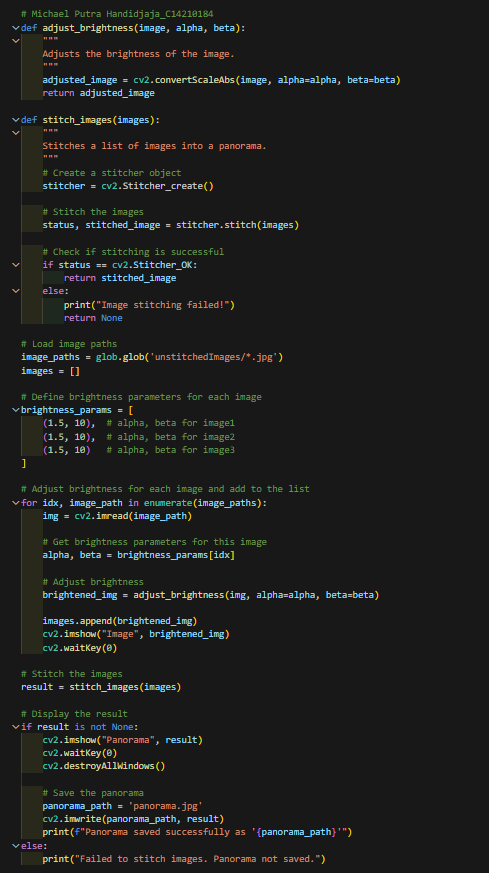 # Michael Putra Handidjaja_C14210184
def adjust_brightness(image, alpha, beta):
    """
    Adjusts the brightness of the image.
    """
    adjusted_image = cv2.convertScaleAbs(image, alpha=alpha, beta=beta)
    return adjusted_image

def stitch_images(images):
    """
    Stitches a list of images into a panorama.
    """
    # Create a stitcher object
    stitcher = cv2.Stitcher_create()

    # Stitch the images
    status, stitched_image = stitcher.stitch(images)

    # Check if stitching is successful
    if status == cv2.Stitcher_OK:
        return stitched_image
    else:
        print("Image stitching failed!")
        return None

# Load image paths
image_paths = glob.glob('unstitchedImages/*.jpg')
images = []

# Define brightness parameters for each image
brightness_params = [
    (1.5, 10),  # alpha, beta for image1
    (1.5, 10),  # alpha, beta for image2
    (1.5, 10)   # alpha, beta for image3
]

# Adjust brightness for each image and add to the list
for idx, image_path in enumerate(image_paths):
    img = cv2.imread(image_path)

    # Get brightness parameters for this image
    alpha, beta = brightness_params[idx]

    # Adjust brightness
    brightened_img = adjust_brightness(img, alpha=alpha, beta=beta)

    images.append(brightened_img)
    cv2.imshow("Image", brightened_img)
    cv2.waitKey(0)

# Stitch the images
result = stitch_images(images)

# Display the result
if result is not None:
    cv2.imshow("Panorama", result)
    cv2.waitKey(0)
    cv2.destroyAllWindows()

    # Save the panorama
    panorama_path = 'panorama.jpg'
    cv2.imwrite(panorama_path, result)
    print(f"Panorama saved successfully as '{panorama_path}'")
else:
    print("Failed to stitch images. Panorama not saved.")